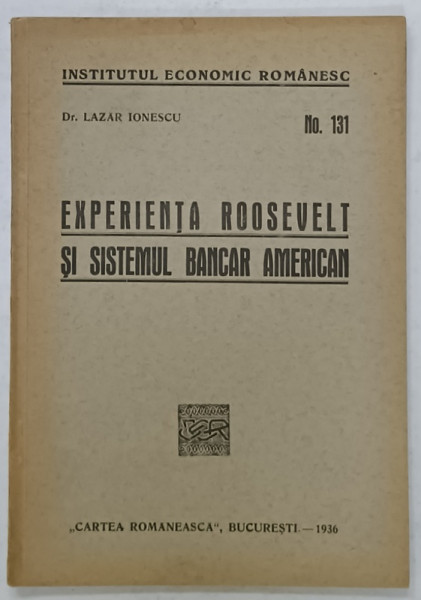 INSTITUTUL ECONOMIC ROMÂNESC
Dr. LAZAR IONESCU No. 131
EXPERIENȚA ROOSEVELT
ȘI SISTEMUL BANCAR AMERICAN
„CARTEA ROMANEASCA", BUCUREȘTI — 1936